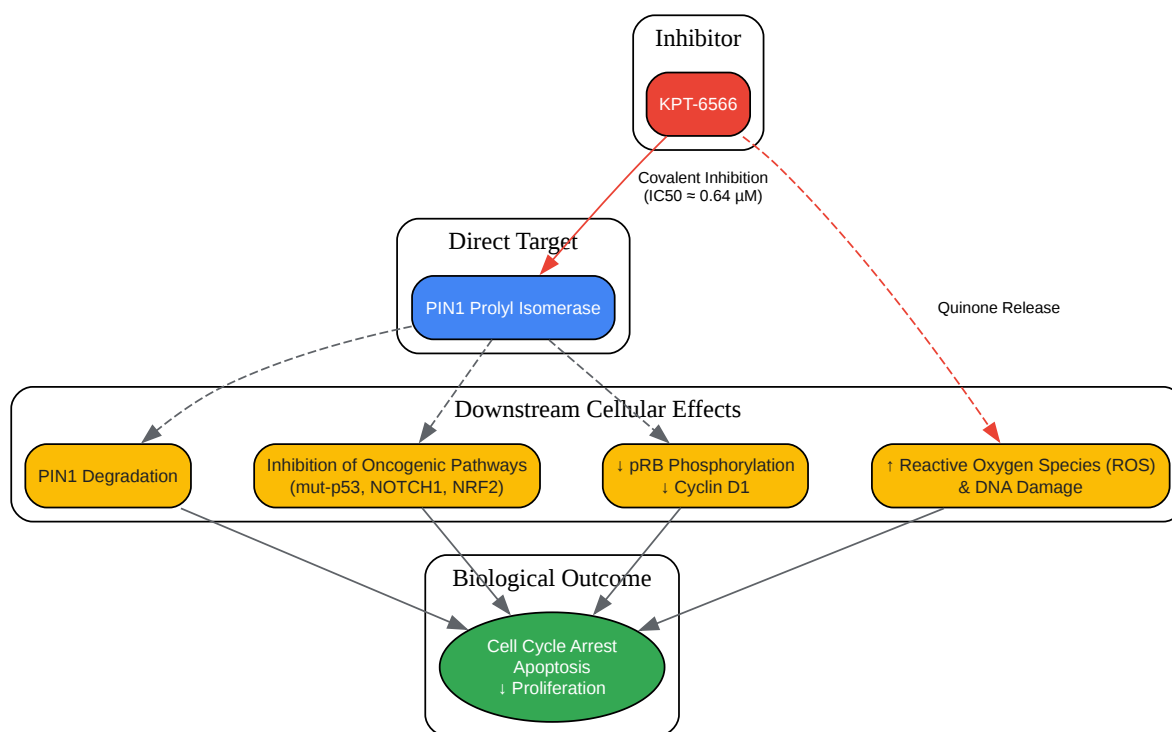 Inhibitor
KPT-6566
Covalent Inhibition
(IC50 ≈ 0.64 µM)
Direct Target
PIN1 Prolyl Isomerase
Quinone Release
Downstream Cellular Effects
PIN1 Degradation
Inhibition of Oncogenic Pathways
(mut-p53, NOTCH1, NRF2)
↓ pRB Phosphorylation
↓ Cyclin D1
↑ Reactive Oxygen Species (ROS)
& DNA Damage
Biological Outcome
Cell Cycle Arrest
Apoptosis
↓ Proliferation